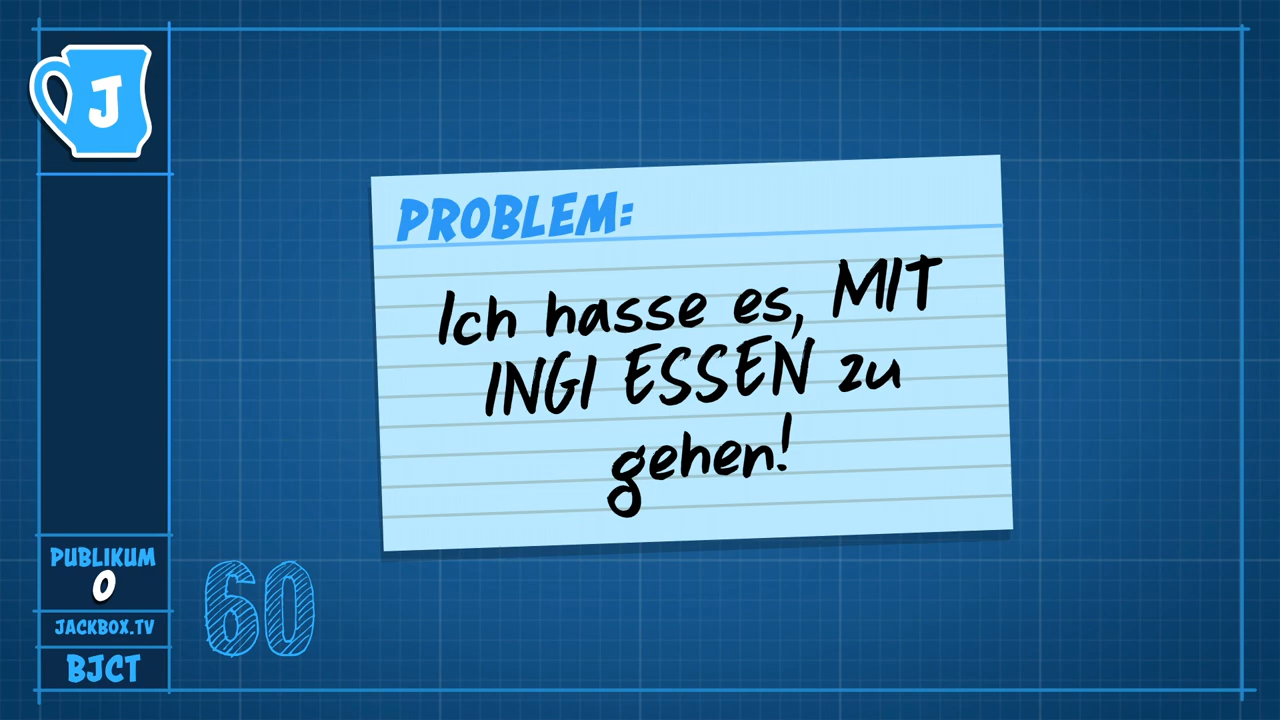 J
PROBLEM:
Ich hasse es, MIT
INGI ESSEN zu
gehen!
PUBLIKUM
0
JACKBOX.TV
BJCT
60